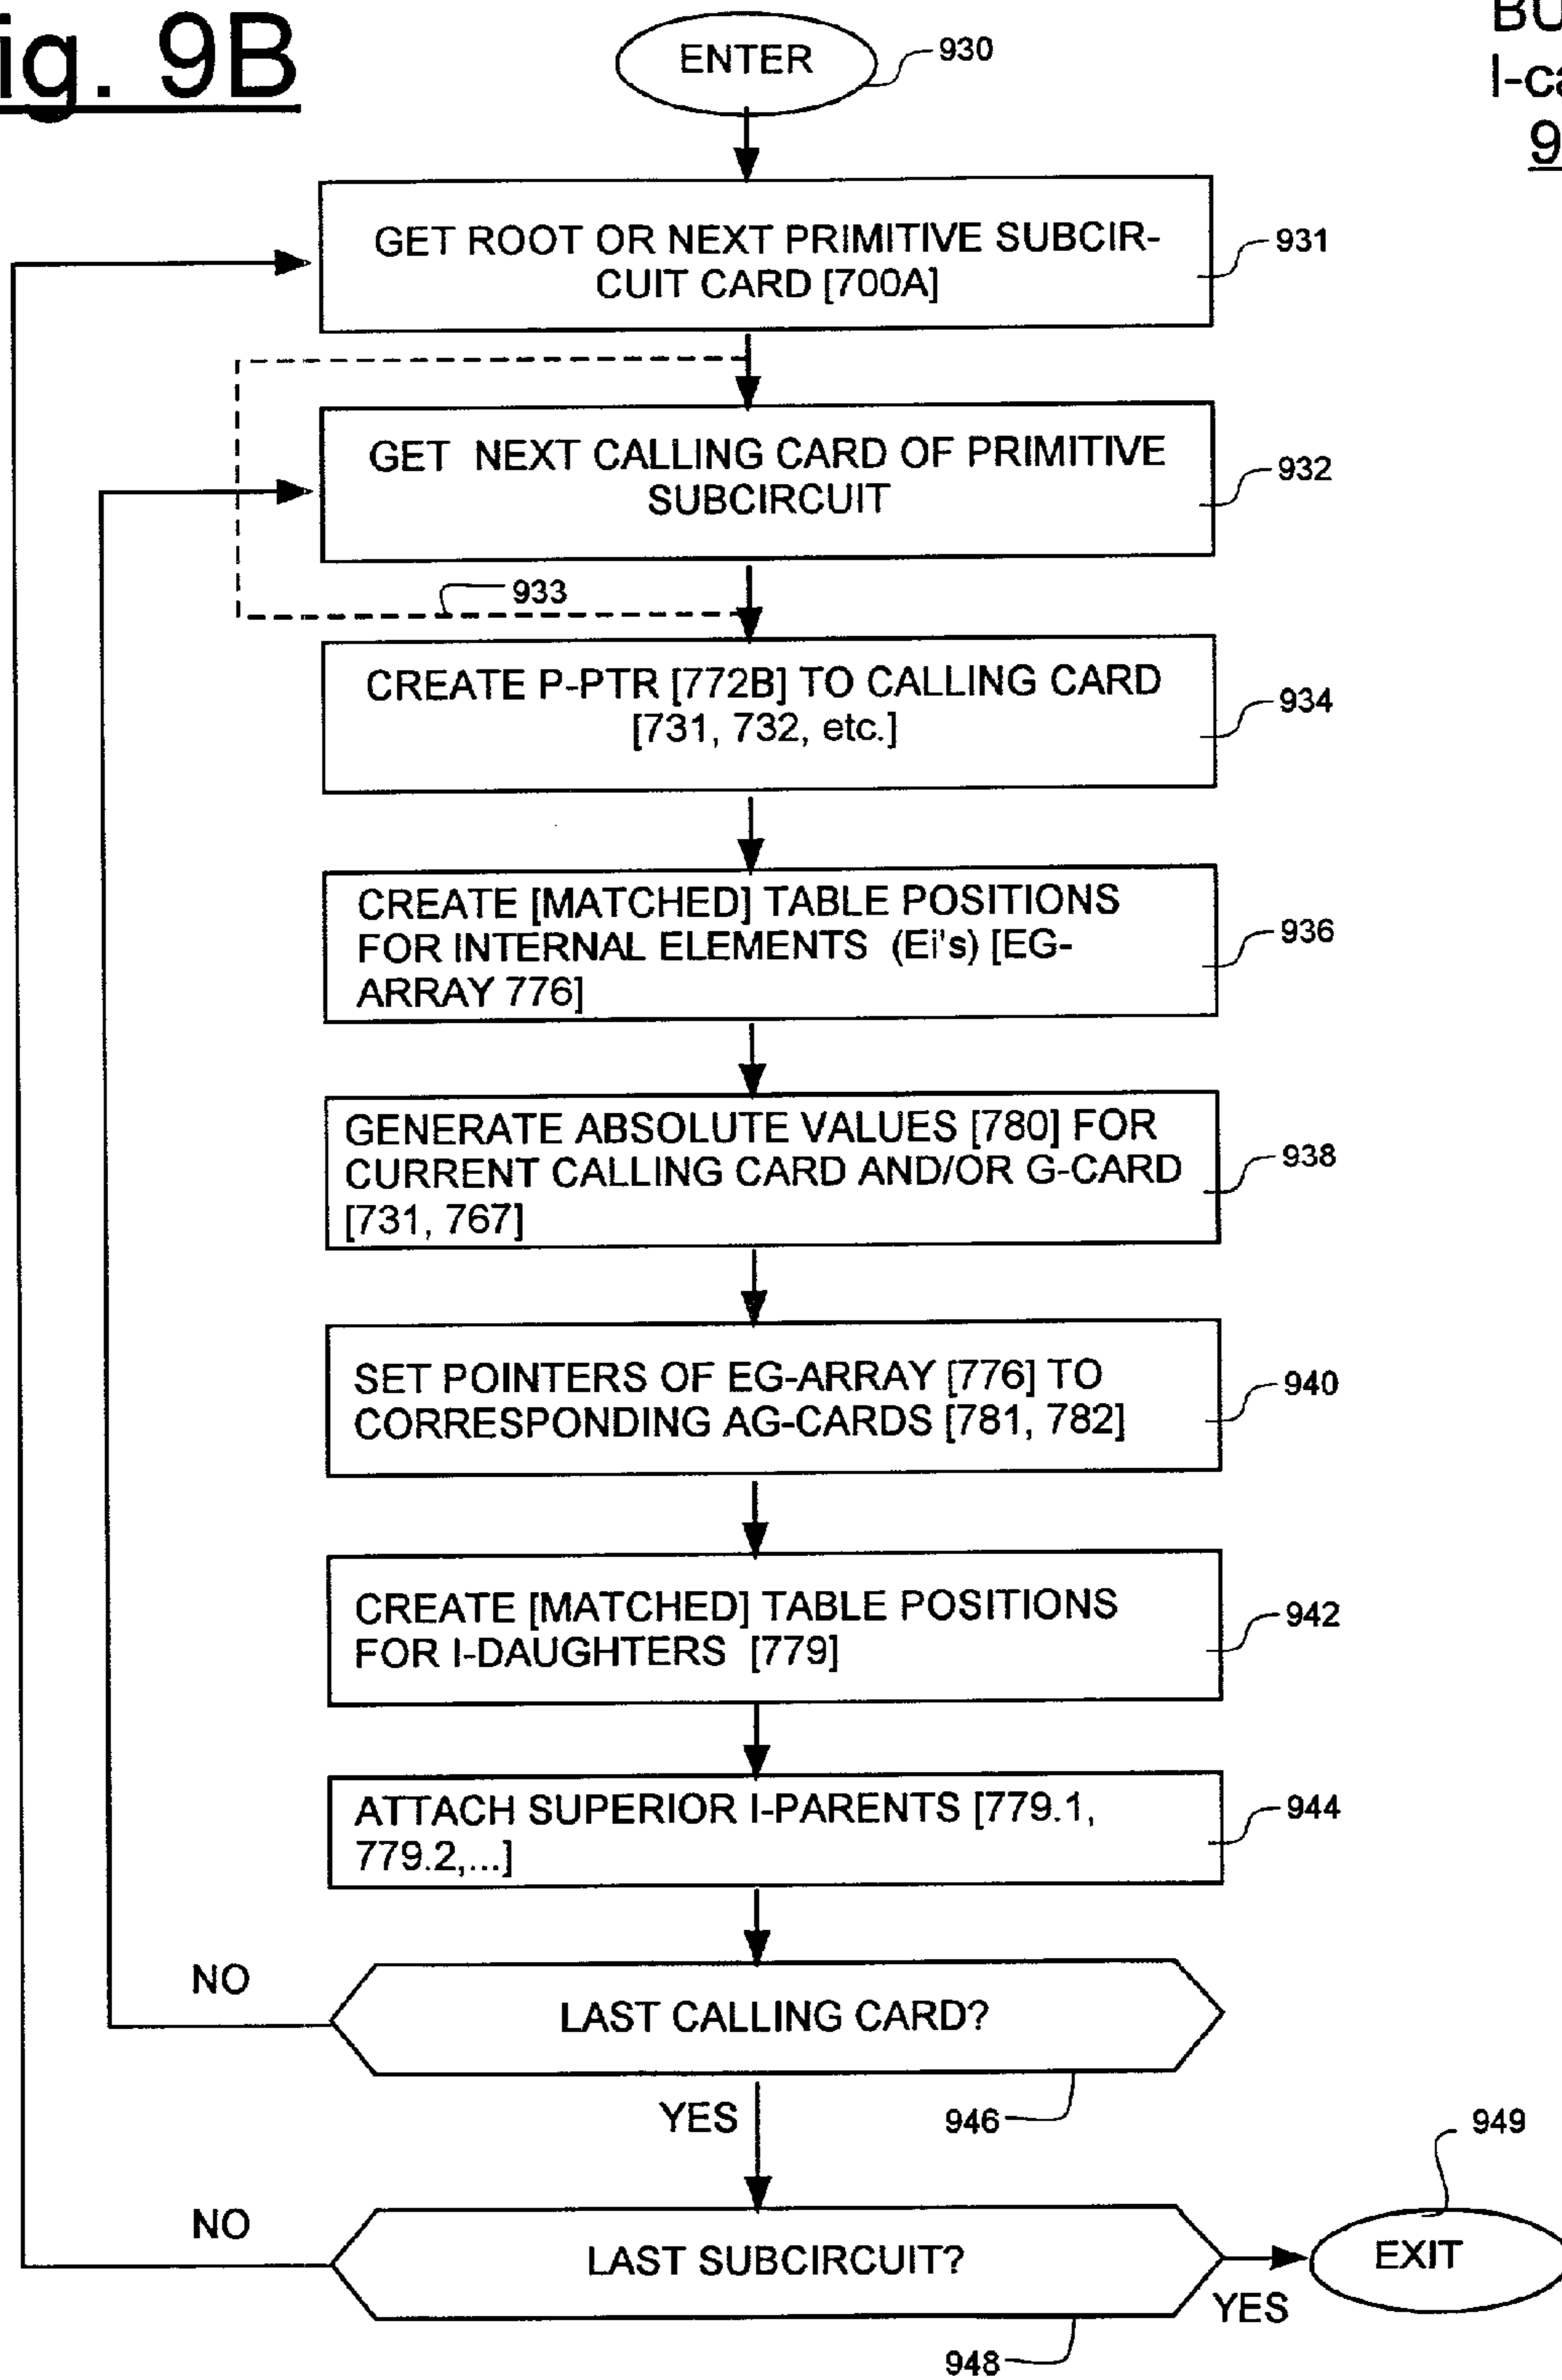 ig. 9B
ENTER
930
BU
I-ca
9
GET ROOT OR NEXT PRIMITIVE SUBCIR-
CUIT CARD [700A]
931
GET NEXT CALLING CARD OF PRIMITIVE
SUBCIRCUIT
932
933
CREATE P-PTR [772B] TO CALLING CARD
[731, 732, etc.]
934
CREATE [MATCHED] TABLE POSITIONS
FOR INTERNAL ELEMENTS (Ei's) [EG-
ARRAY 776]
936
GENERATE ABSOLUTE VALUES [780] FOR
CURRENT CALLING CARD AND/OR G-CARD
[731, 767]
938
SET POINTERS OF EG-ARRAY [776] TO
CORRESPONDING AG-CARDS [781, 782]
940
CREATE [MATCHED] TABLE POSITIONS
FOR I-DAUGHTERS [779]
942
ATTACH SUPERIOR I-PARENTS [779.1,
779.2,...]
944
NO
LAST CALLING CARD?
YES
946
949
NO
LAST SUBCIRCUIT?
EXIT
YES
948